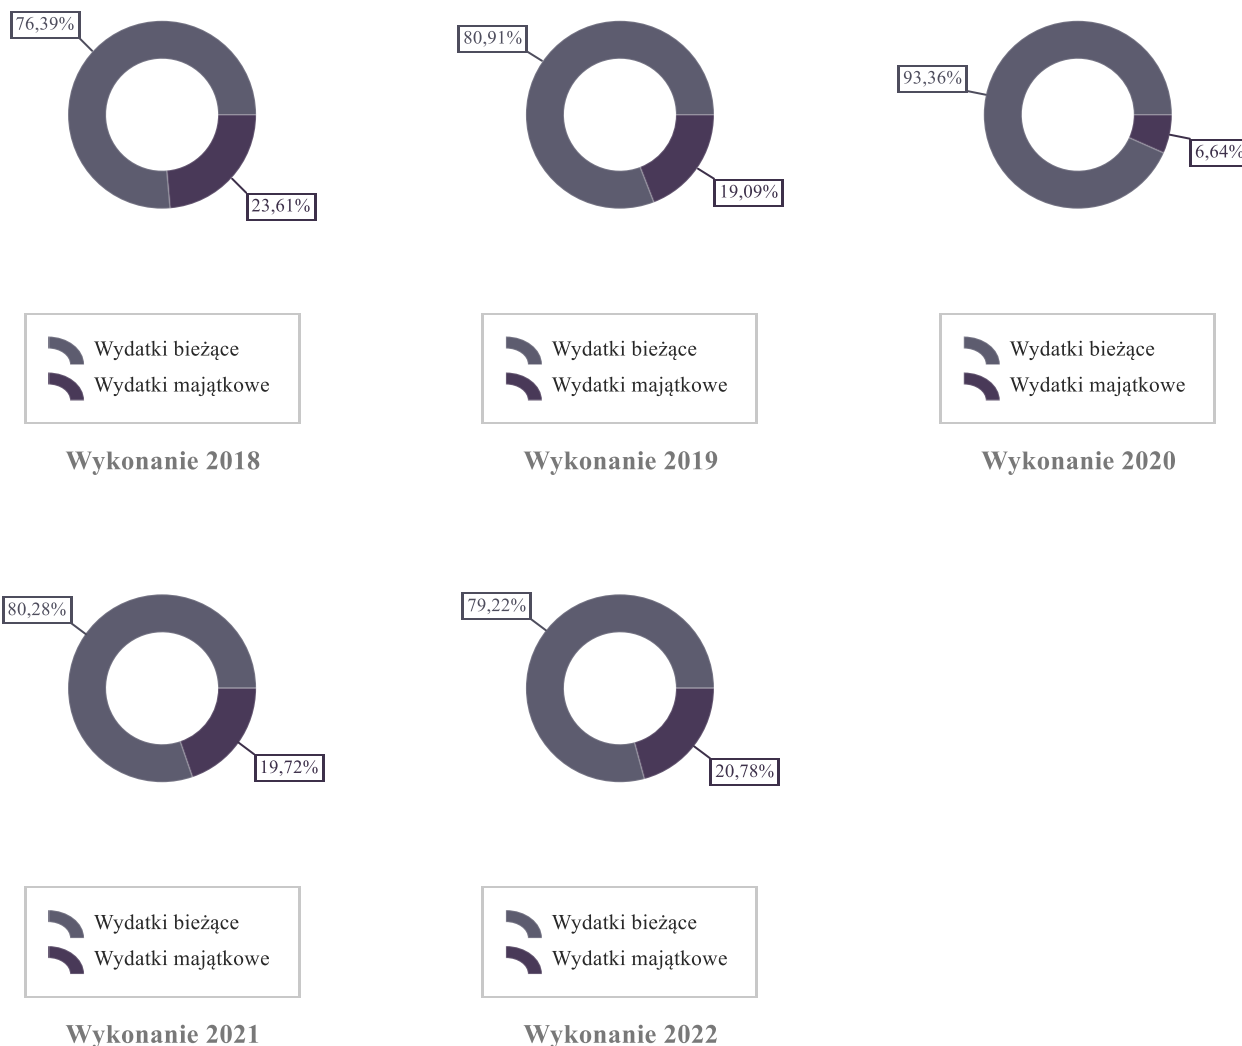 76,39%
23,61%
80,91%
19,09%
93,36%
6,64%
Wydatki bieżące
Wydatki majątkowe
Wykonanie 2018
Wydatki bieżące
Wydatki majątkowe
Wykonanie 2019
Wydatki bieżące
Wydatki majątkowe
Wykonanie 2020
80,28%
19,72%
79,22%
20,78%
Wydatki bieżące
Wydatki majątkowe
Wykonanie 2021
Wydatki bieżące
Wydatki majątkowe
Wykonanie 2022